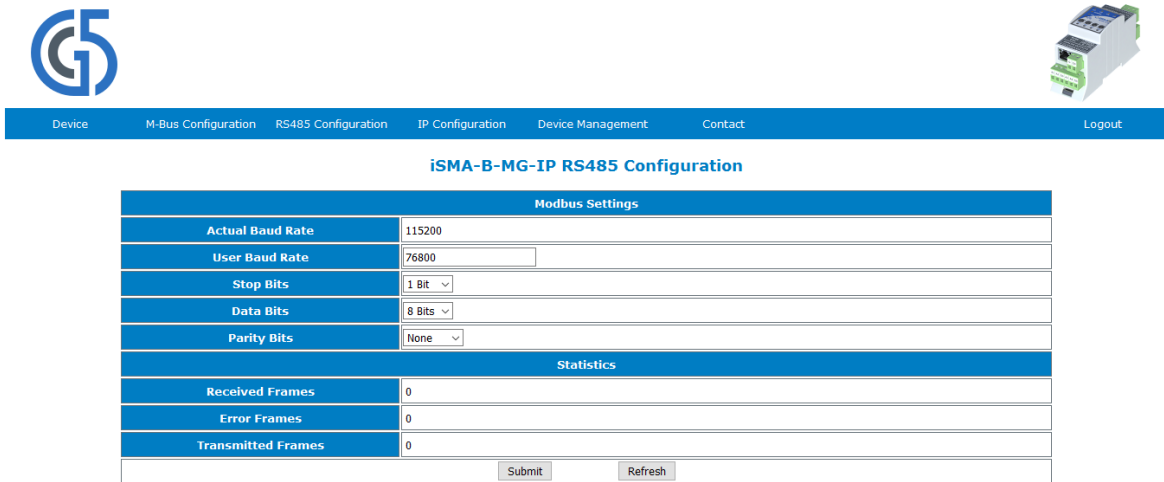 G5
Device M-Bus Configuration RS485 Configuration IP Configuration Device Management Contact Logout
iSMA-B-MG-IP RS485 Configuration
Modbus Settings
Actual Baud Rate 115200
User Baud Rate 76800
Stop Bits 1 Bit
Data Bits 8 Bits
Parity Bits None
Statistics
Received Frames 0
Error Frames 0
Transmitted Frames 0
Submit Refresh